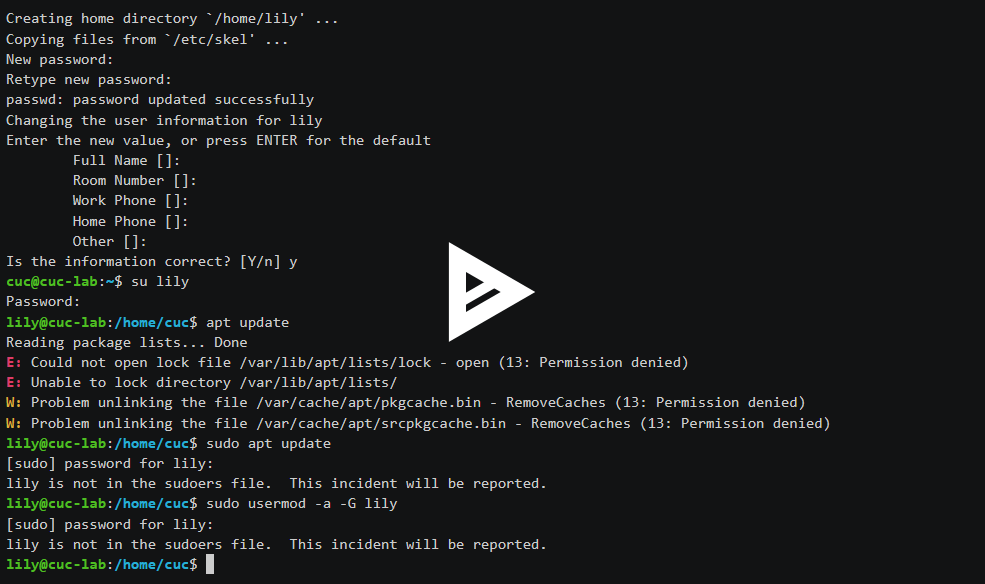 Creating home directory `/home/lily' ...
Copying files from `/etc/skel' ...
New password:
Retype new password:
passwd: password updated successfully
Changing the user information for lily
Enter the new value, or press ENTER for the default
        Full Name []:
        Room Number []:
        Work Phone []:
        Home Phone []:
        Other []:
Is the information correct? [Y/n] y
cuc@cuc-lab:~$ su lily
Password:
lily@cuc-lab:/home/cuc$ apt update
Reading package lists... Done
E: Could not open lock file /var/lib/apt/lists/lock - open (13: Permission denied)
E: Unable to lock directory /var/lib/apt/lists/
W: Problem unlinking the file /var/cache/apt/pkgcache.bin - RemoveCaches (13: Permission denied)
W: Problem unlinking the file /var/cache/apt/srcpkgcache.bin - RemoveCaches (13: Permission denied)
lily@cuc-lab:/home/cuc$ sudo apt update
[sudo] password for lily:
lily is not in the sudoers file.  This incident will be reported.
lily@cuc-lab:/home/cuc$ sudo usermod -a -G lily
[sudo] password for lily:
lily is not in the sudoers file.  This incident will be reported.
lily@cuc-lab:/home/cuc$